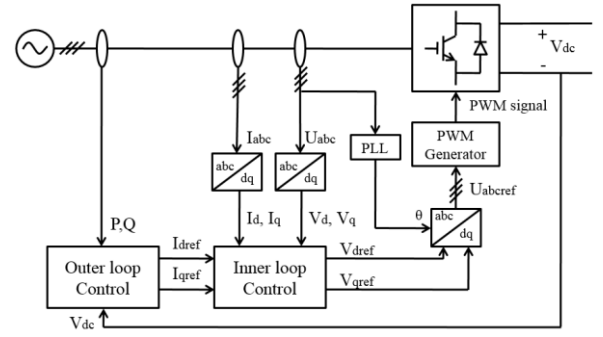 +
Vdc
-
PWM signal
Iabc
Uabc
PLL
PWM
Generator
abc
dq
abc
dq
Uabcref
θ
abc
dq
P,Q
Id, Iq
Vd, Vq
Idref
Iqref
Vdref
Vqref
Outer loop
Control
Inner loop
Control
Vdc